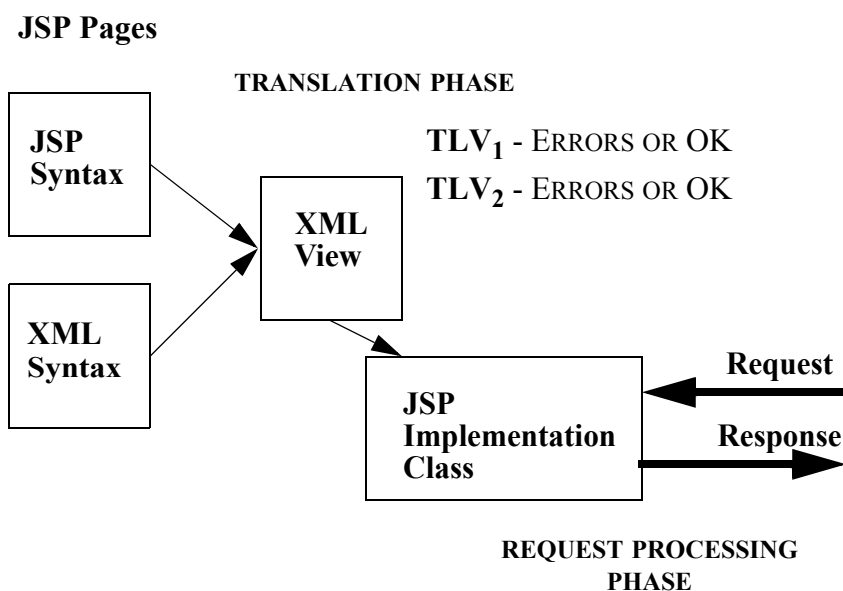 JSP Pages
TRANSLATION PHASE
JSP
Syntax
TLV1 - ERRORS OR OK
TLV2 - ERRORS OR OK
XML
View
XML
Syntax
Request
JSP
Implementation
Class
Response
REQUEST PROCESSING
PHASE